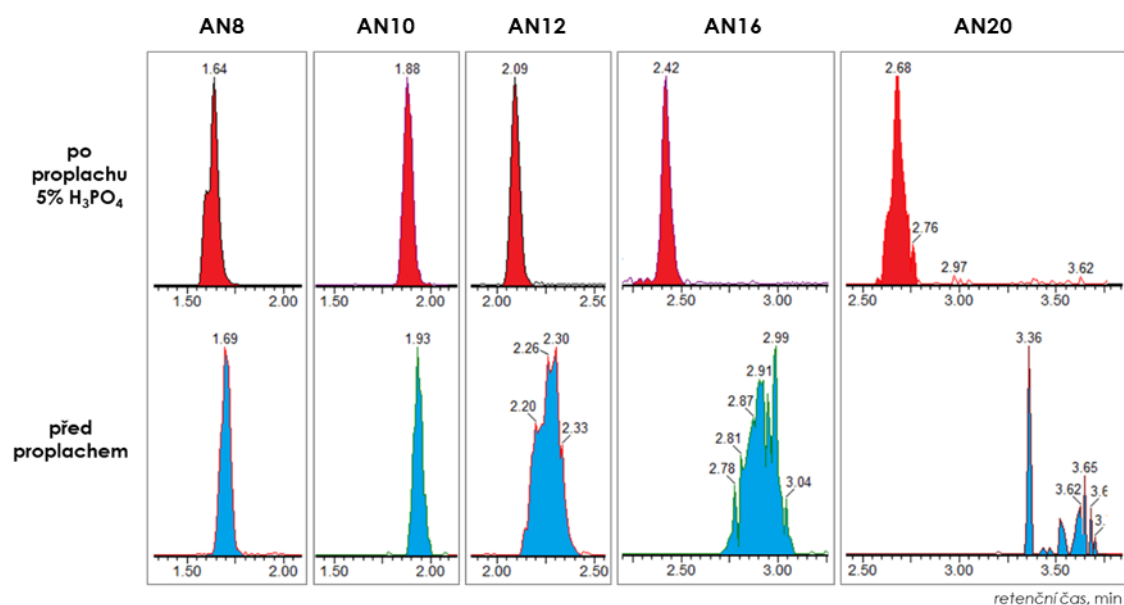 AN8 AN10 AN12 AN16 AN20
po
proplachu
5% H₃PO₄
1.64 1.88 2.09 2.42 2.68
2.76
2.97 3.62
1.50 2.00 1.50 2.00 2.00 2.50 2.50 3.00 2.50 3.00 3.50
před
proplachem
1.69 1.93 2.26 2.30 2.20 2.33
2.99 2.91 2.87 2.81 2.78 3.04
3.36 3.65 3.62
1.50 2.00 1.50 2.00 2.00 2.50 2.50 3.00 2.50 3.00 3.50
retenční čas, min